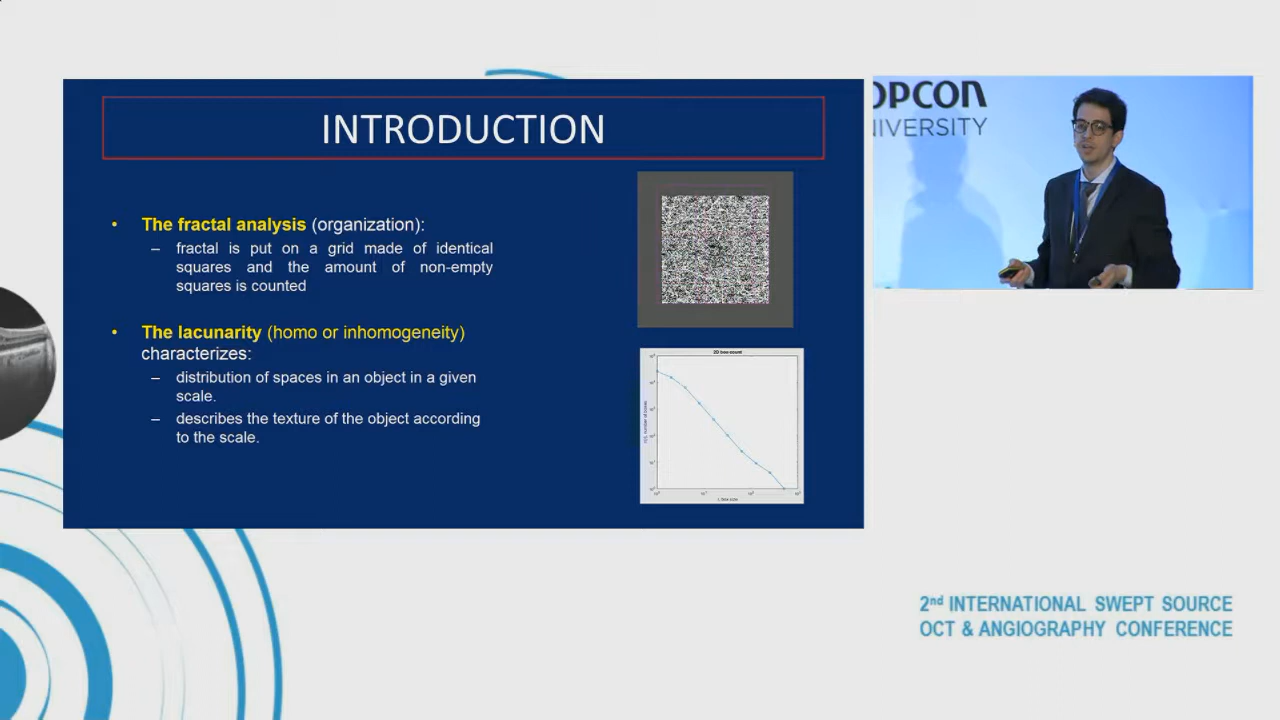 INTRODUCTION
• The fractal analysis (organization):
– fractal is put on a grid made of identical
squares and the amount of non-empty
squares is counted
• The lacunarity (homo or inhomogeneity)
characterizes:
– distribution of spaces in an object in a given
scale.
– describes the texture of the object according
to the scale.
2D box-count
OPCON
IVERSITY
2nd INTERNATIONAL SWEPT SOURCE
OCT & ANGIOGRAPHY CONFERENCE